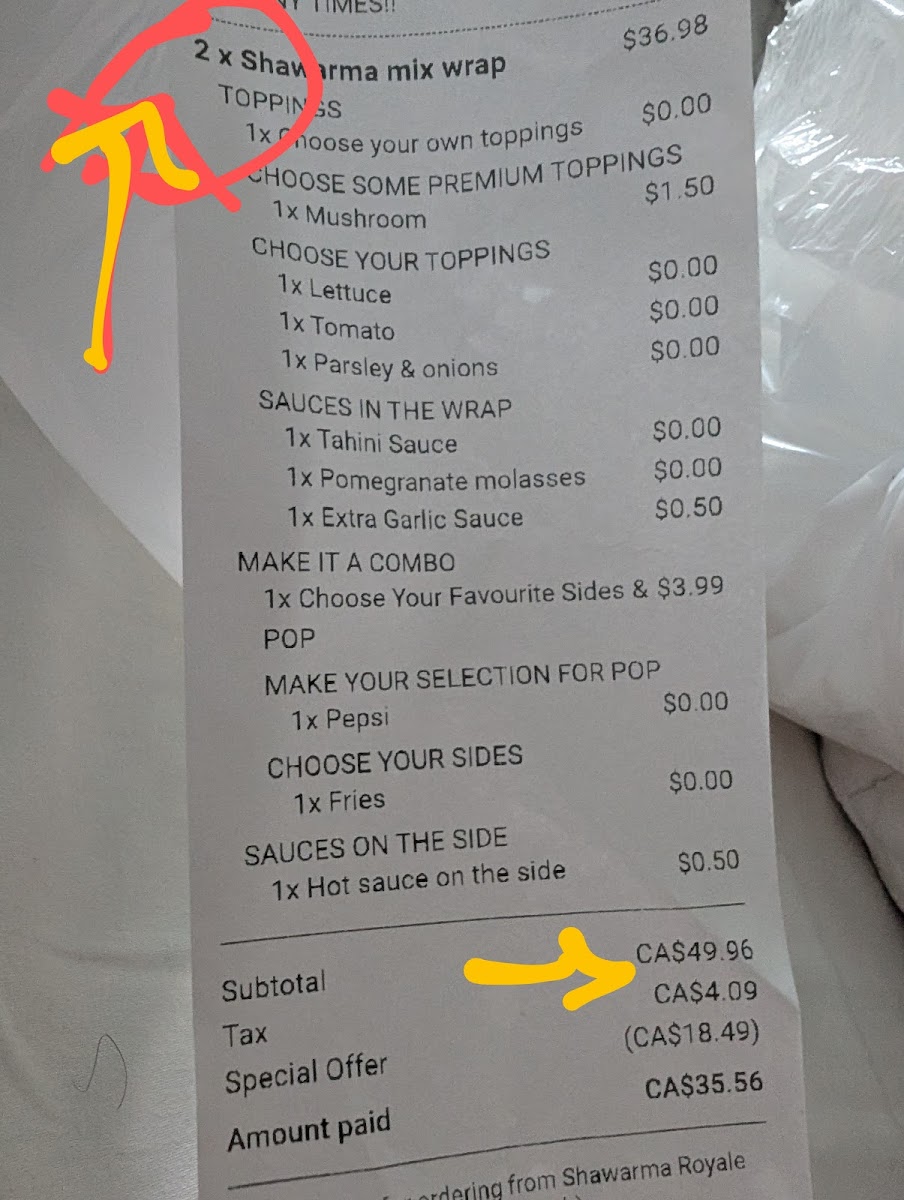 TIMES!!
2 x Shawarma mix wrap $36.98
TOPPINGS
1x Choose your own toppings $0.00
CHOOSE SOME PREMIUM TOPPINGS
1x Mushroom $1.50
CHOOSE YOUR TOPPINGS
1x Lettuce $0.00
1x Tomato $0.00
1x Parsley & onions $0.00
SAUCES IN THE WRAP
1x Tahini Sauce $0.00
1x Pomegranate molasses $0.00
1x Extra Garlic Sauce $0.50
MAKE IT A COMBO
1x Choose Your Favourite Sides & $3.99
POP
MAKE YOUR SELECTION FOR POP
1x Pepsi $0.00
CHOOSE YOUR SIDES
1x Fries $0.00
SAUCES ON THE SIDE
1x Hot sauce on the side $0.50
Subtotal CA$49.96
Tax CA$4.09
Special Offer (CA$18.49)
Amount paid CA$35.56
ordering from Shawarma Royale